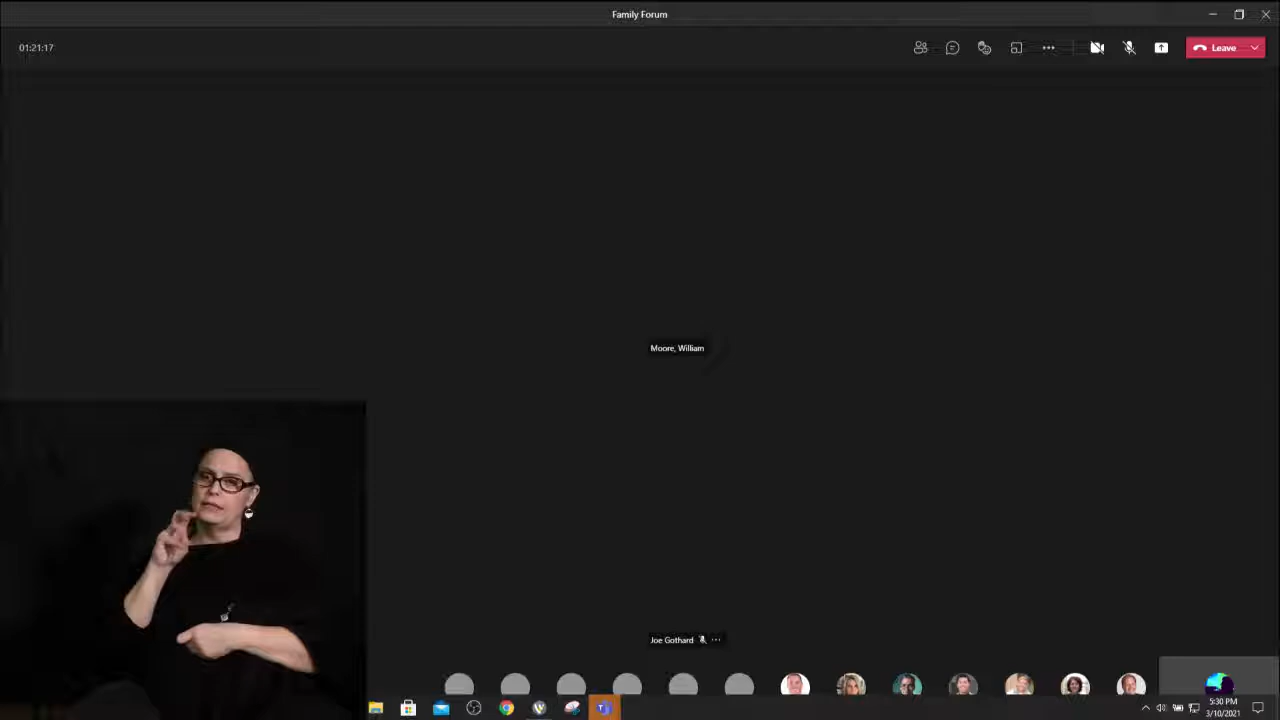 Family Forum
01:21:17
Leave
Moore, William
Joe Gothard
5:30 PM
3/10/2021